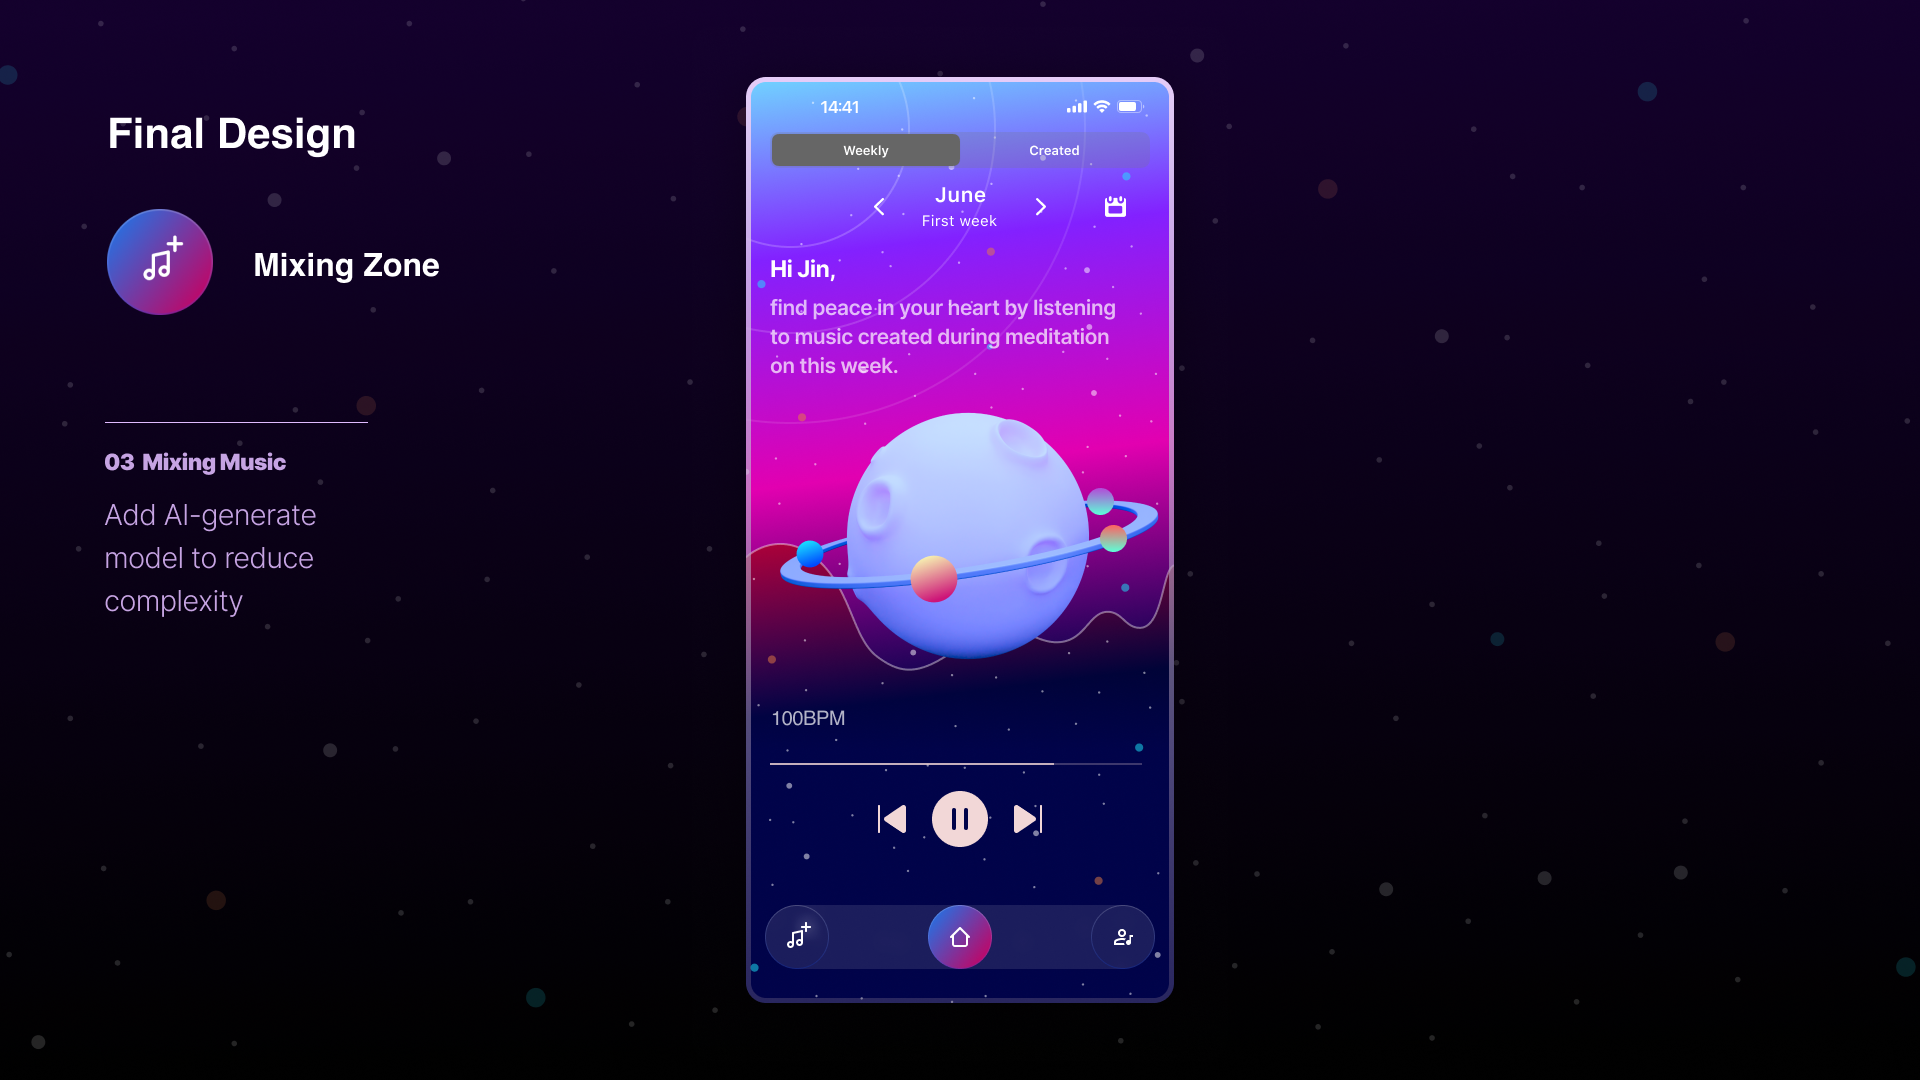 Final Design
Mixing Zone
03 Mixing Music
Add AI-generate
model to reduce
complexity
14:41
Weekly
Created
June
First week
Hi Jin,
find peace in your heart by listening
to music created during meditation
on this week.
100BPM